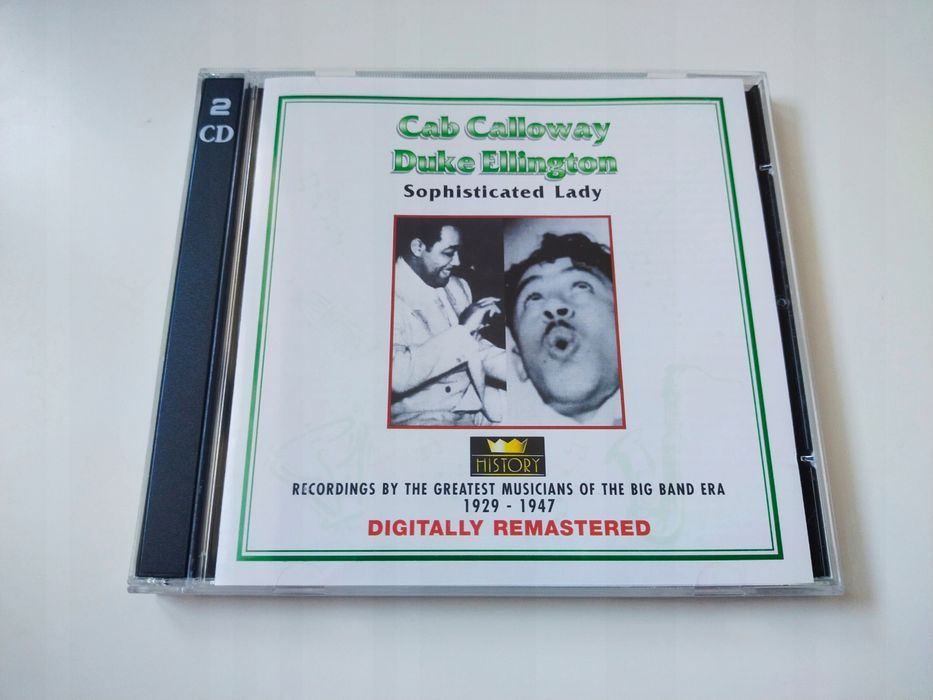 2
CD
Cab Calloway
Duke Ellington
Sophisticated Lady
HISTORY
RECORDINGS BY THE GREATEST MUSICIANS OF THE BIG BAND ERA
1929 - 1947
DIGITALLY REMASTERED